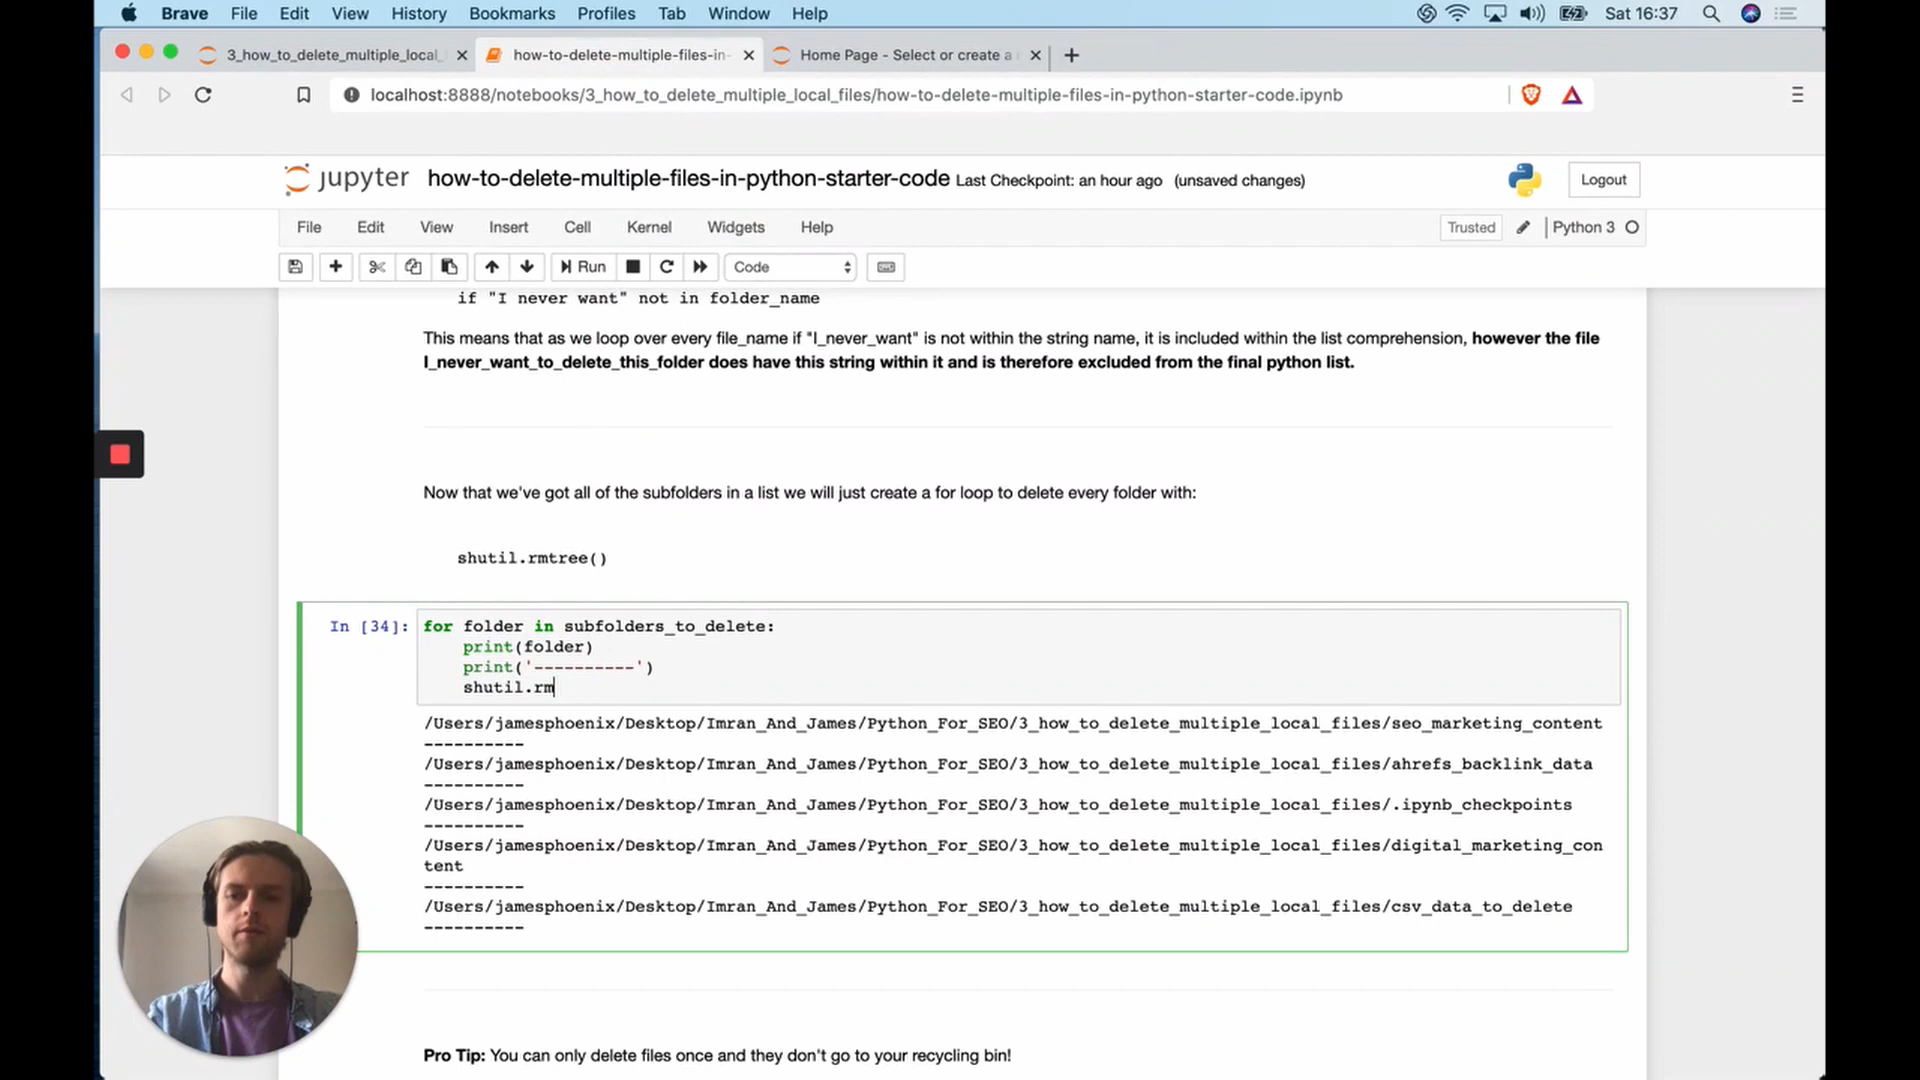 Brave File Edit View History Bookmarks Profiles Tab Window Help Sat 16:37
3_how_to_delete_multiple_local_ how-to-delete-multiple-files-in- Home Page - Select or create a
localhost:8888/notebooks/3_how_to_delete_multiple_local_files/how-to-delete-multiple-files-in-python-starter-code.ipynb
jupyter how-to-delete-multiple-files-in-python-starter-code Last Checkpoint: an hour ago (unsaved changes) Logout
File Edit View Insert Cell Kernel Widgets Help Trusted Python 3
Run Code
if "I never want" not in folder_name
This means that as we loop over every file_name if "I_never_want" is not within the string name, it is included within the list comprehension, however the file
I_never_want_to_delete_this_folder does have this string within it and is therefore excluded from the final python list.
Now that we've got all of the subfolders in a list we will just create a for loop to delete every folder with:
shutil.rmtree()
In [34]: for folder in subfolders_to_delete:
print(folder)
print('----------')
shutil.rm
/Users/jamesphoenix/Desktop/Imran_And_James/Python_For_SEO/3_how_to_delete_multiple_local_files/seo_marketing_content
----------
/Users/jamesphoenix/Desktop/Imran_And_James/Python_For_SEO/3_how_to_delete_multiple_local_files/ahrefs_backlink_data
----------
/Users/jamesphoenix/Desktop/Imran_And_James/Python_For_SEO/3_how_to_delete_multiple_local_files/.ipynb_checkpoints
----------
/Users/jamesphoenix/Desktop/Imran_And_James/Python_For_SEO/3_how_to_delete_multiple_local_files/digital_marketing_con
tent
----------
/Users/jamesphoenix/Desktop/Imran_And_James/Python_For_SEO/3_how_to_delete_multiple_local_files/csv_data_to_delete
----------
Pro Tip: You can only delete files once and they don't go to your recycling bin!